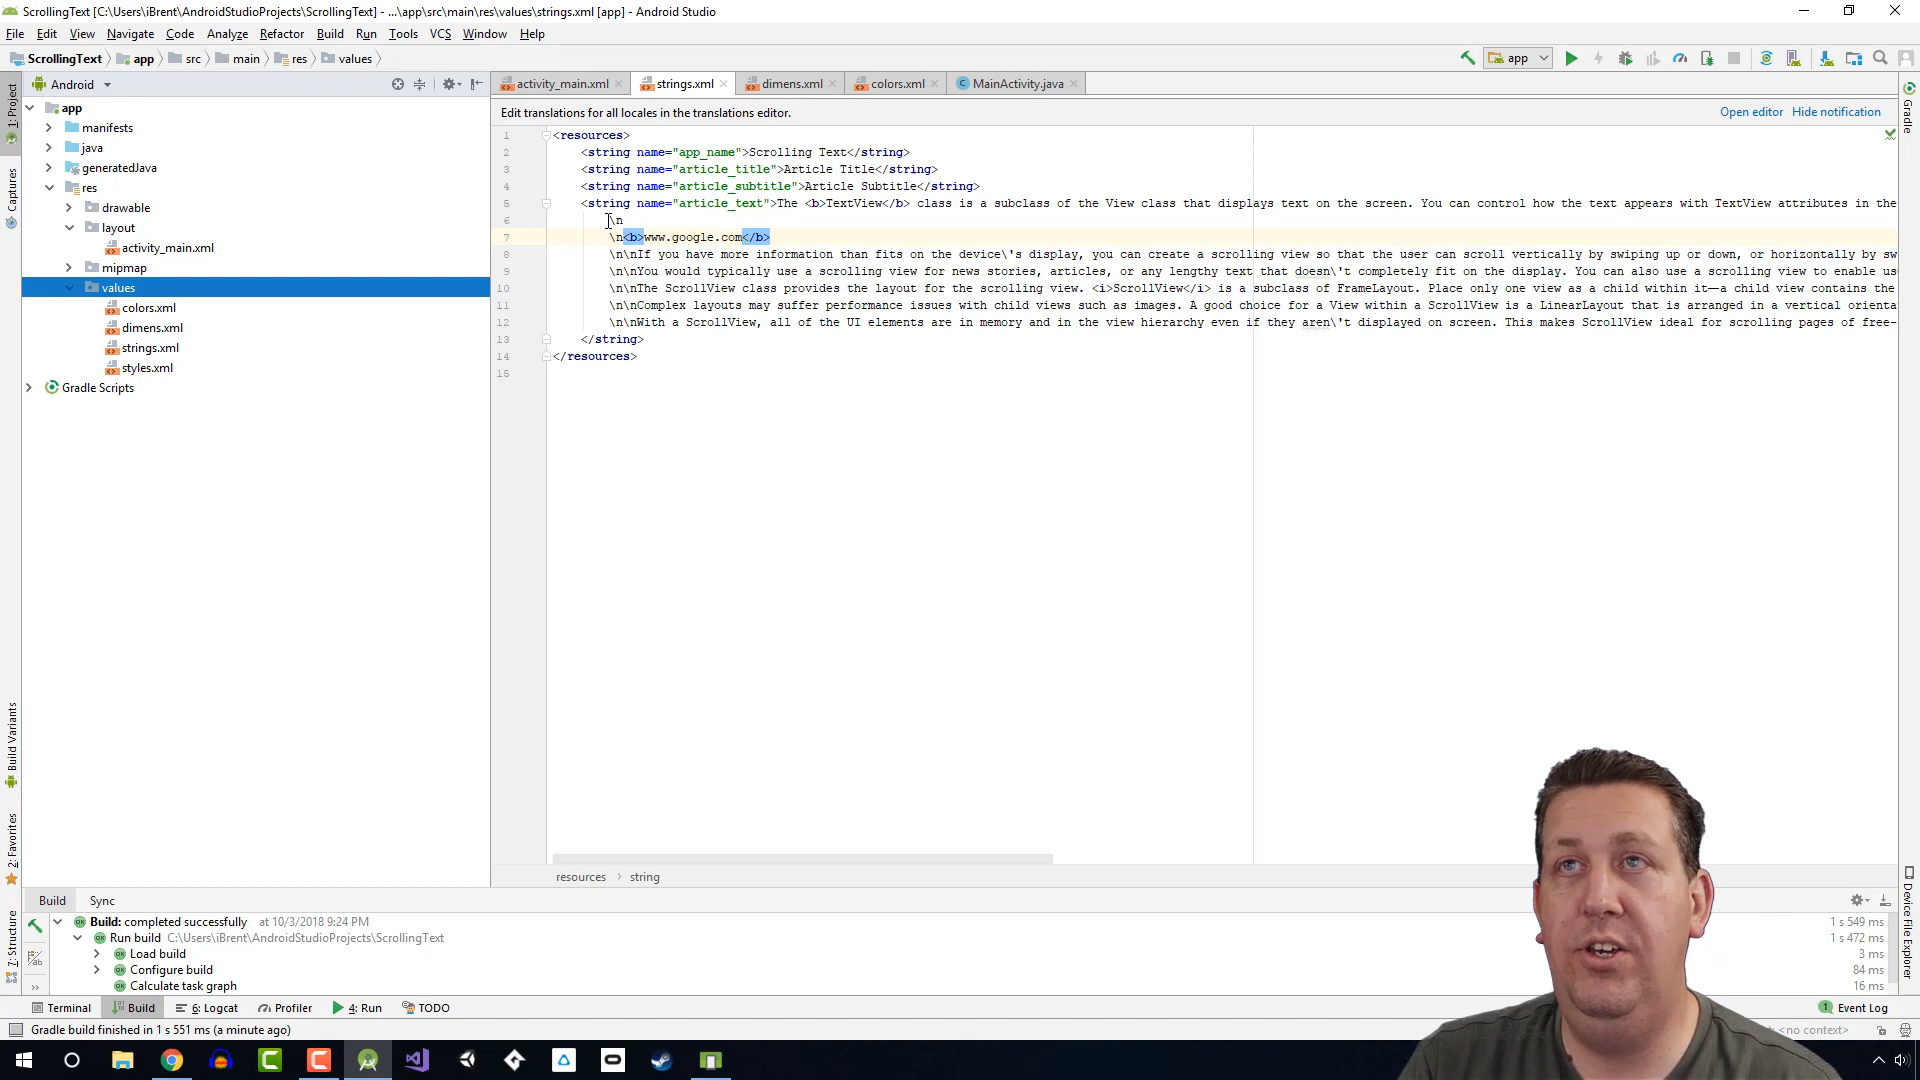 ScrollingText [C:\Users\iBrent\AndroidStudioProjects\ScrollingText] - ...\app\src\main\res\values\strings.xml [app] - Android Studio
File Edit View Navigate Code Analyze Refactor Build Run Tools VCS Window Help
ScrollingText app src main res values
app
Android
activity_main.xml strings.xml dimens.xml colors.xml MainActivity.java
Edit translations for all locales in the translations editor. Open editor Hide notification
app
manifests
java
generatedJava
res
drawable
layout
activity_main.xml
mipmap
values
colors.xml
dimens.xml
strings.xml
styles.xml
Gradle Scripts
1 <resources>
2 <string name="app_name">Scrolling Text</string>
3 <string name="article_title">Article Title</string>
4 <string name="article_subtitle">Article Subtitle</string>
5 <string name="article_text">The <b>TextView</b> class is a subclass of the View class that displays text on the screen. You can control how the text appears with TextView attributes in the
6 \n
7 \n<b>www.google.com</b>
8 \n\nIf you have more information than fits on the device\'s display, you can create a scrolling view so that the user can scroll vertically by swiping up or down, or horizontally by sw
9 \n\nYou would typically use a scrolling view for news stories, articles, or any lengthy text that doesn\'t completely fit on the display. You can also use a scrolling view to enable us
10 \n\nThe ScrollView class provides the layout for the scrolling view. <i>ScrollView</i> is a subclass of FrameLayout. Place only one view as a child within it—a child view contains the
11 \n\nComplex layouts may suffer performance issues with child views such as images. A good choice for a View within a ScrollView is a LinearLayout that is arranged in a vertical orienta
12 \n\nWith a ScrollView, all of the UI elements are in memory and in the view hierarchy even if they aren\'t displayed on screen. This makes ScrollView ideal for scrolling pages of free-
13 </string>
14 </resources>
15
resources string
1: Project
Captures
Build Variants
2: Favorites
7: Structure
Gradle
Device File Explorer
Build Sync
Build: completed successfully at 10/3/2018 9:24 PM 1 s 549 ms
Run build C:\Users\iBrent\AndroidStudioProjects\ScrollingText 1 s 472 ms
Load build 3 ms
Configure build 84 ms
Calculate task graph 16 ms
Terminal Build 6: Logcat Profiler 4: Run TODO 1 Event Log
Gradle build finished in 1 s 551 ms (a minute ago) <no context>